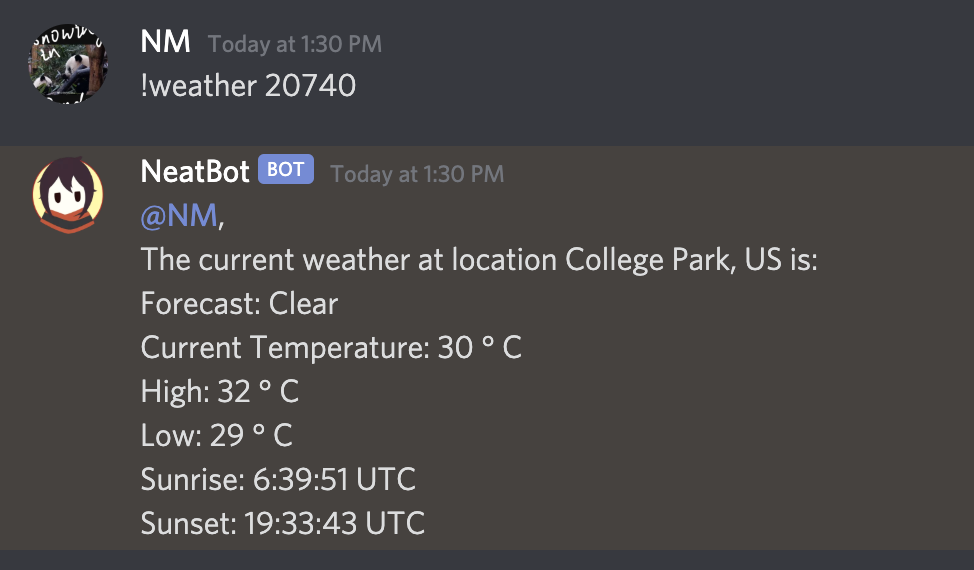 NM Today at 1:30 PM
!weather 20740
NeatBot BOT Today at 1:30 PM
@NM,
The current weather at location College Park, US is:
Forecast: Clear
Current Temperature: 30 ° C
High: 32 ° C
Low: 29 ° C
Sunrise: 6:39:51 UTC
Sunset: 19:33:43 UTC